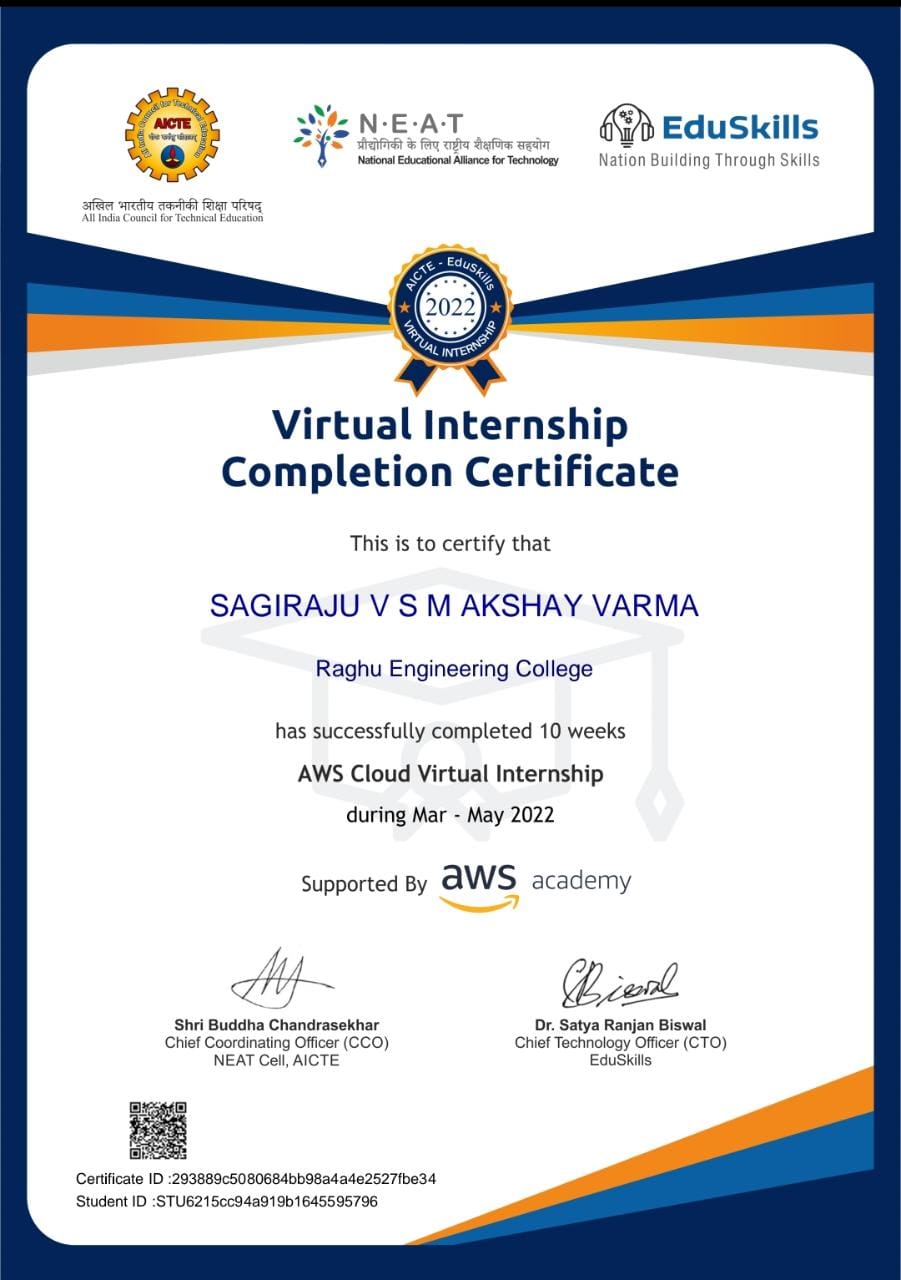 All India Council for Technical Education
AICTE
अखिल भारतीय तकनीकी शिक्षा परिषद्
All India Council for Technical Education
N·E·A·T
प्रौद्योगिकी के लिए राष्ट्रीय शैक्षणिक सहयोग
National Educational Alliance for Technology
EduSkills
Nation Building Through Skills
AICTE - EduSkills
2022
VIRTUAL INTERNSHIP
Virtual Internship
Completion Certificate
This is to certify that
SAGIRAJU V S M AKSHAY VARMA
Raghu Engineering College
has successfully completed 10 weeks
AWS Cloud Virtual Internship
during Mar - May 2022
Supported By aws academy
Shri Buddha Chandrasekhar
Chief Coordinating Officer (CCO)
NEAT Cell, AICTE
Dr. Satya Ranjan Biswal
Chief Technology Officer (CTO)
EduSkills
Certificate ID :293889c5080684bb98a4a4e2527fbe34
Student ID :STU6215cc94a919b1645595796